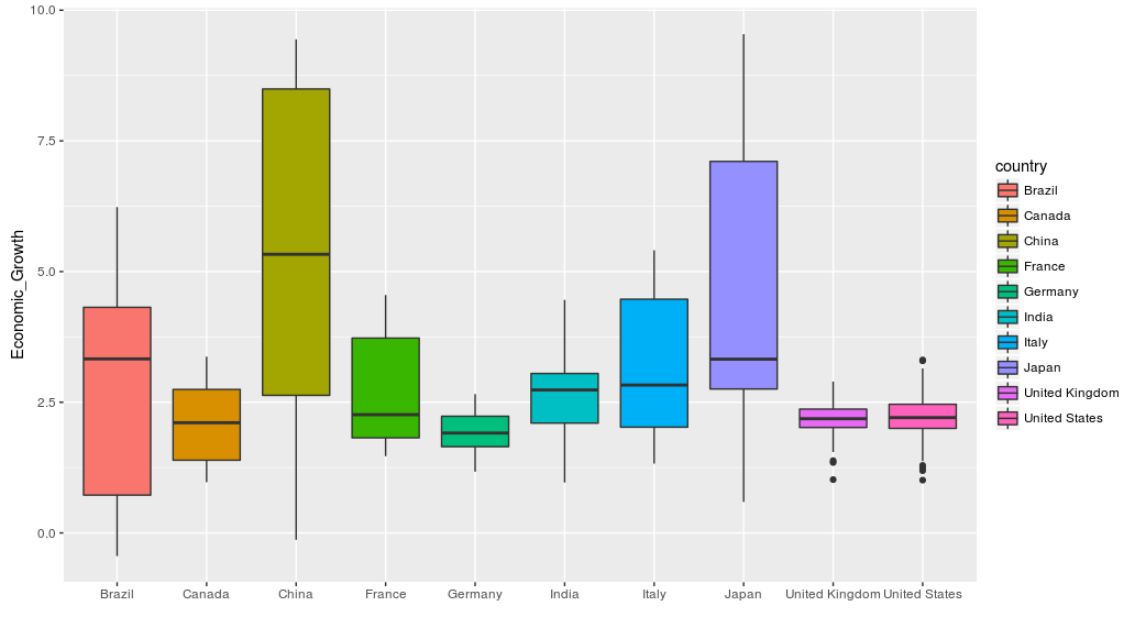 10.0
7.5
5.0
2.5
0.0
Economic_Growth
Brazil Canada China France Germany India Italy Japan United Kingdom United States
country
Brazil
Canada
China
France
Germany
India
Italy
Japan
United Kingdom
United States